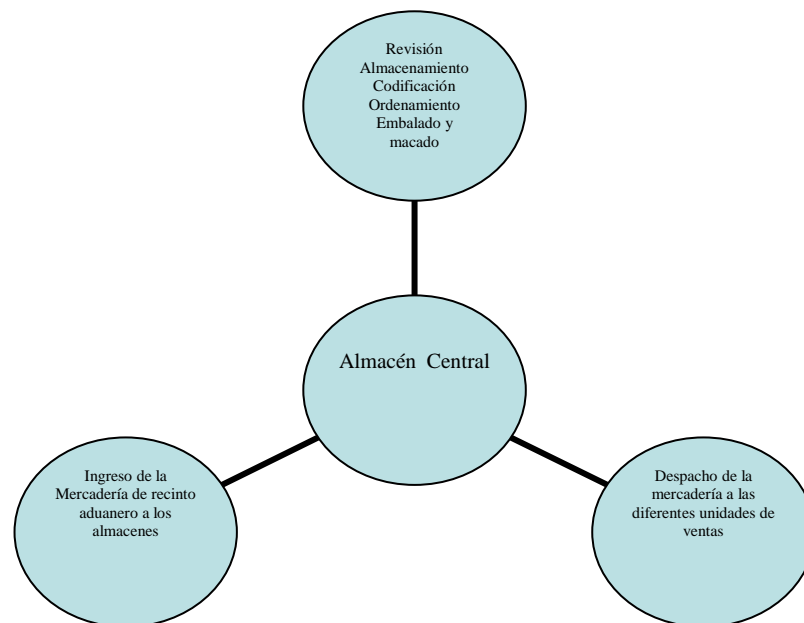 Revisión
Almacenamiento
Codificación
Ordenamiento
Embalado y
macado
Almacén Central
Ingreso de la
Mercadería de recinto
aduanero a los
almacenes
Despacho de la
mercadería a las
diferentes unidades de
ventas